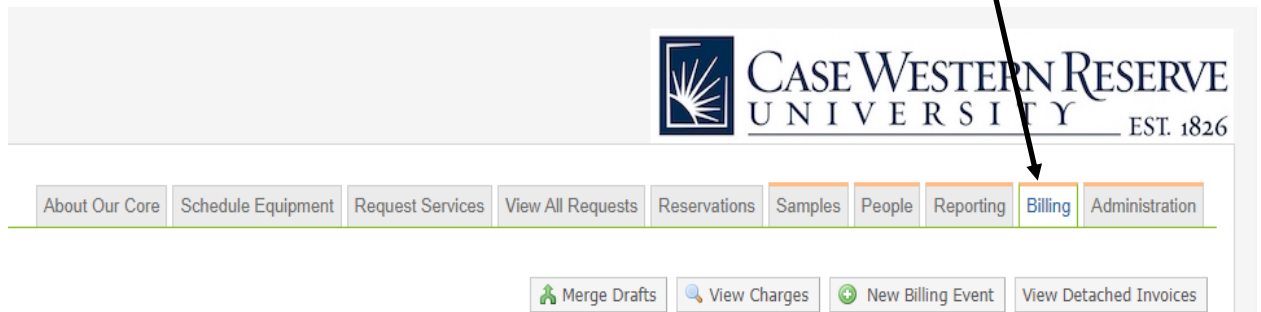 CASE WESTERN RESERVE
UNIVERSITY EST. 1826
About Our Core Schedule Equipment Request Services View All Requests Reservations Samples People Reporting Billing Administration
Merge Drafts View Charges New Billing Event View Detached Invoices